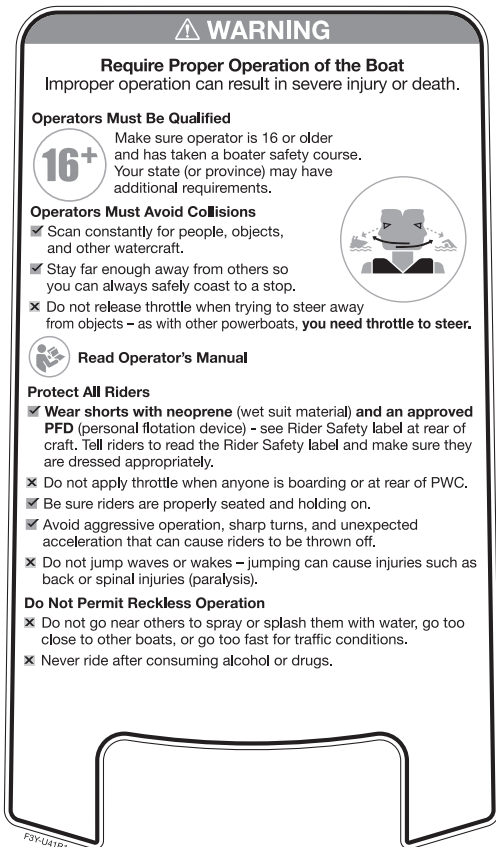 ⚠ WARNING
Require Proper Operation of the Boat
Improper operation can result in severe injury or death.
Operators Must Be Qualified
16+
Make sure operator is 16 or older
and has taken a boater safety course.
Your state (or province) may have
additional requirements.
Operators Must Avoid Collisions
☑ Scan constantly for people, objects,
and other watercraft.
☑ Stay far enough away from others so
you can always safely coast to a stop.
☒ Do not release throttle when trying to steer away
from objects – as with other powerboats, you need throttle to steer.
Read Operator's Manual
Protect All Riders
☑ Wear shorts with neoprene (wet suit material) and an approved
PFD (personal flotation device) - see Rider Safety label at rear of
craft. Tell riders to read the Rider Safety label and make sure they
are dressed appropriately.
☒ Do not apply throttle when anyone is boarding or at rear of PWC.
☑ Be sure riders are properly seated and holding on.
☑ Avoid aggressive operation, sharp turns, and unexpected
acceleration that can cause riders to be thrown off.
☒ Do not jump waves or wakes – jumping can cause injuries such as
back or spinal injuries (paralysis).
Do Not Permit Reckless Operation
☒ Do not go near others to spray or splash them with water, go too
close to other boats, or go too fast for traffic conditions.
☒ Never ride after consuming alcohol or drugs.